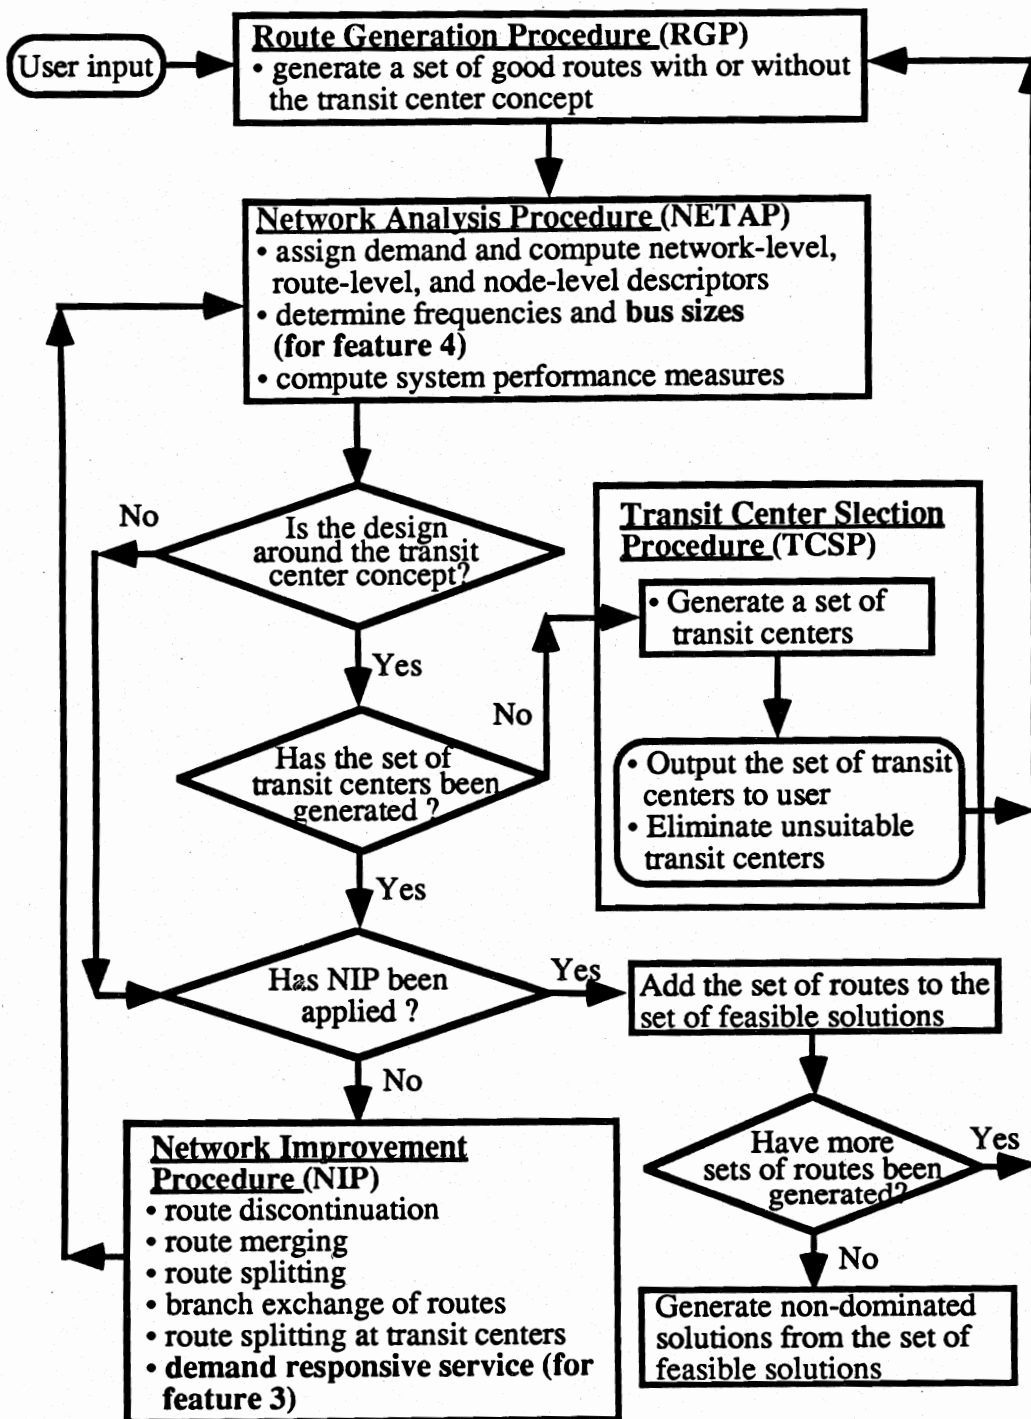 User input
Route Generation Procedure (RGP)
• generate a set of good routes with or without
the transit center concept
Network Analysis Procedure (NETAP)
• assign demand and compute network-level,
route-level, and node-level descriptors
• determine frequencies and bus sizes
(for feature 4)
• compute system performance measures
No
Is the design
around the transit
center concept?
Yes
Transit Center Slection
Procedure (TCSP)
• Generate a set of
transit centers
No
Has the set of
transit centers been
generated ?
• Output the set of transit
centers to user
• Eliminate unsuitable
transit centers
Yes
Has NIP been
applied ?
Yes
Add the set of routes to the
set of feasible solutions
No
Have more
sets of routes been
generated?
Yes
No
Network Improvement
Procedure (NIP)
• route discontinuation
• route merging
• route splitting
• branch exchange of routes
• route splitting at transit centers
• demand responsive service (for
feature 3)
Generate non-dominated
solutions from the set of
feasible solutions